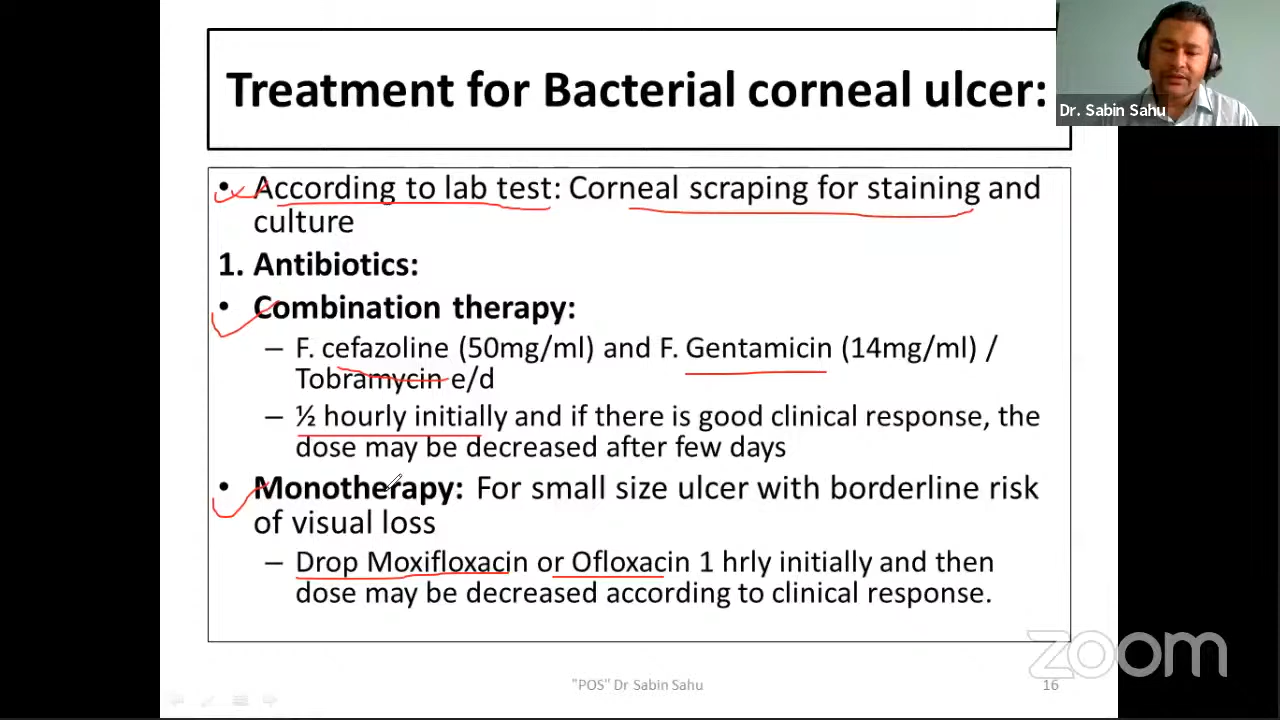 Treatment for Bacterial corneal ulcer:
Dr. Sabin Sahu
• According to lab test: Corneal scraping for staining and
culture
1. Antibiotics:
• Combination therapy:
– F. cefazoline (50mg/ml) and F. Gentamicin (14mg/ml) /
Tobramycin e/d
– ½ hourly initially and if there is good clinical response, the
dose may be decreased after few days
• Monotherapy: For small size ulcer with borderline risk
of visual loss
– Drop Moxifloxacin or Ofloxacin 1 hrly initially and then
dose may be decreased according to clinical response.
zoom
"POS" Dr Sabin Sahu
16